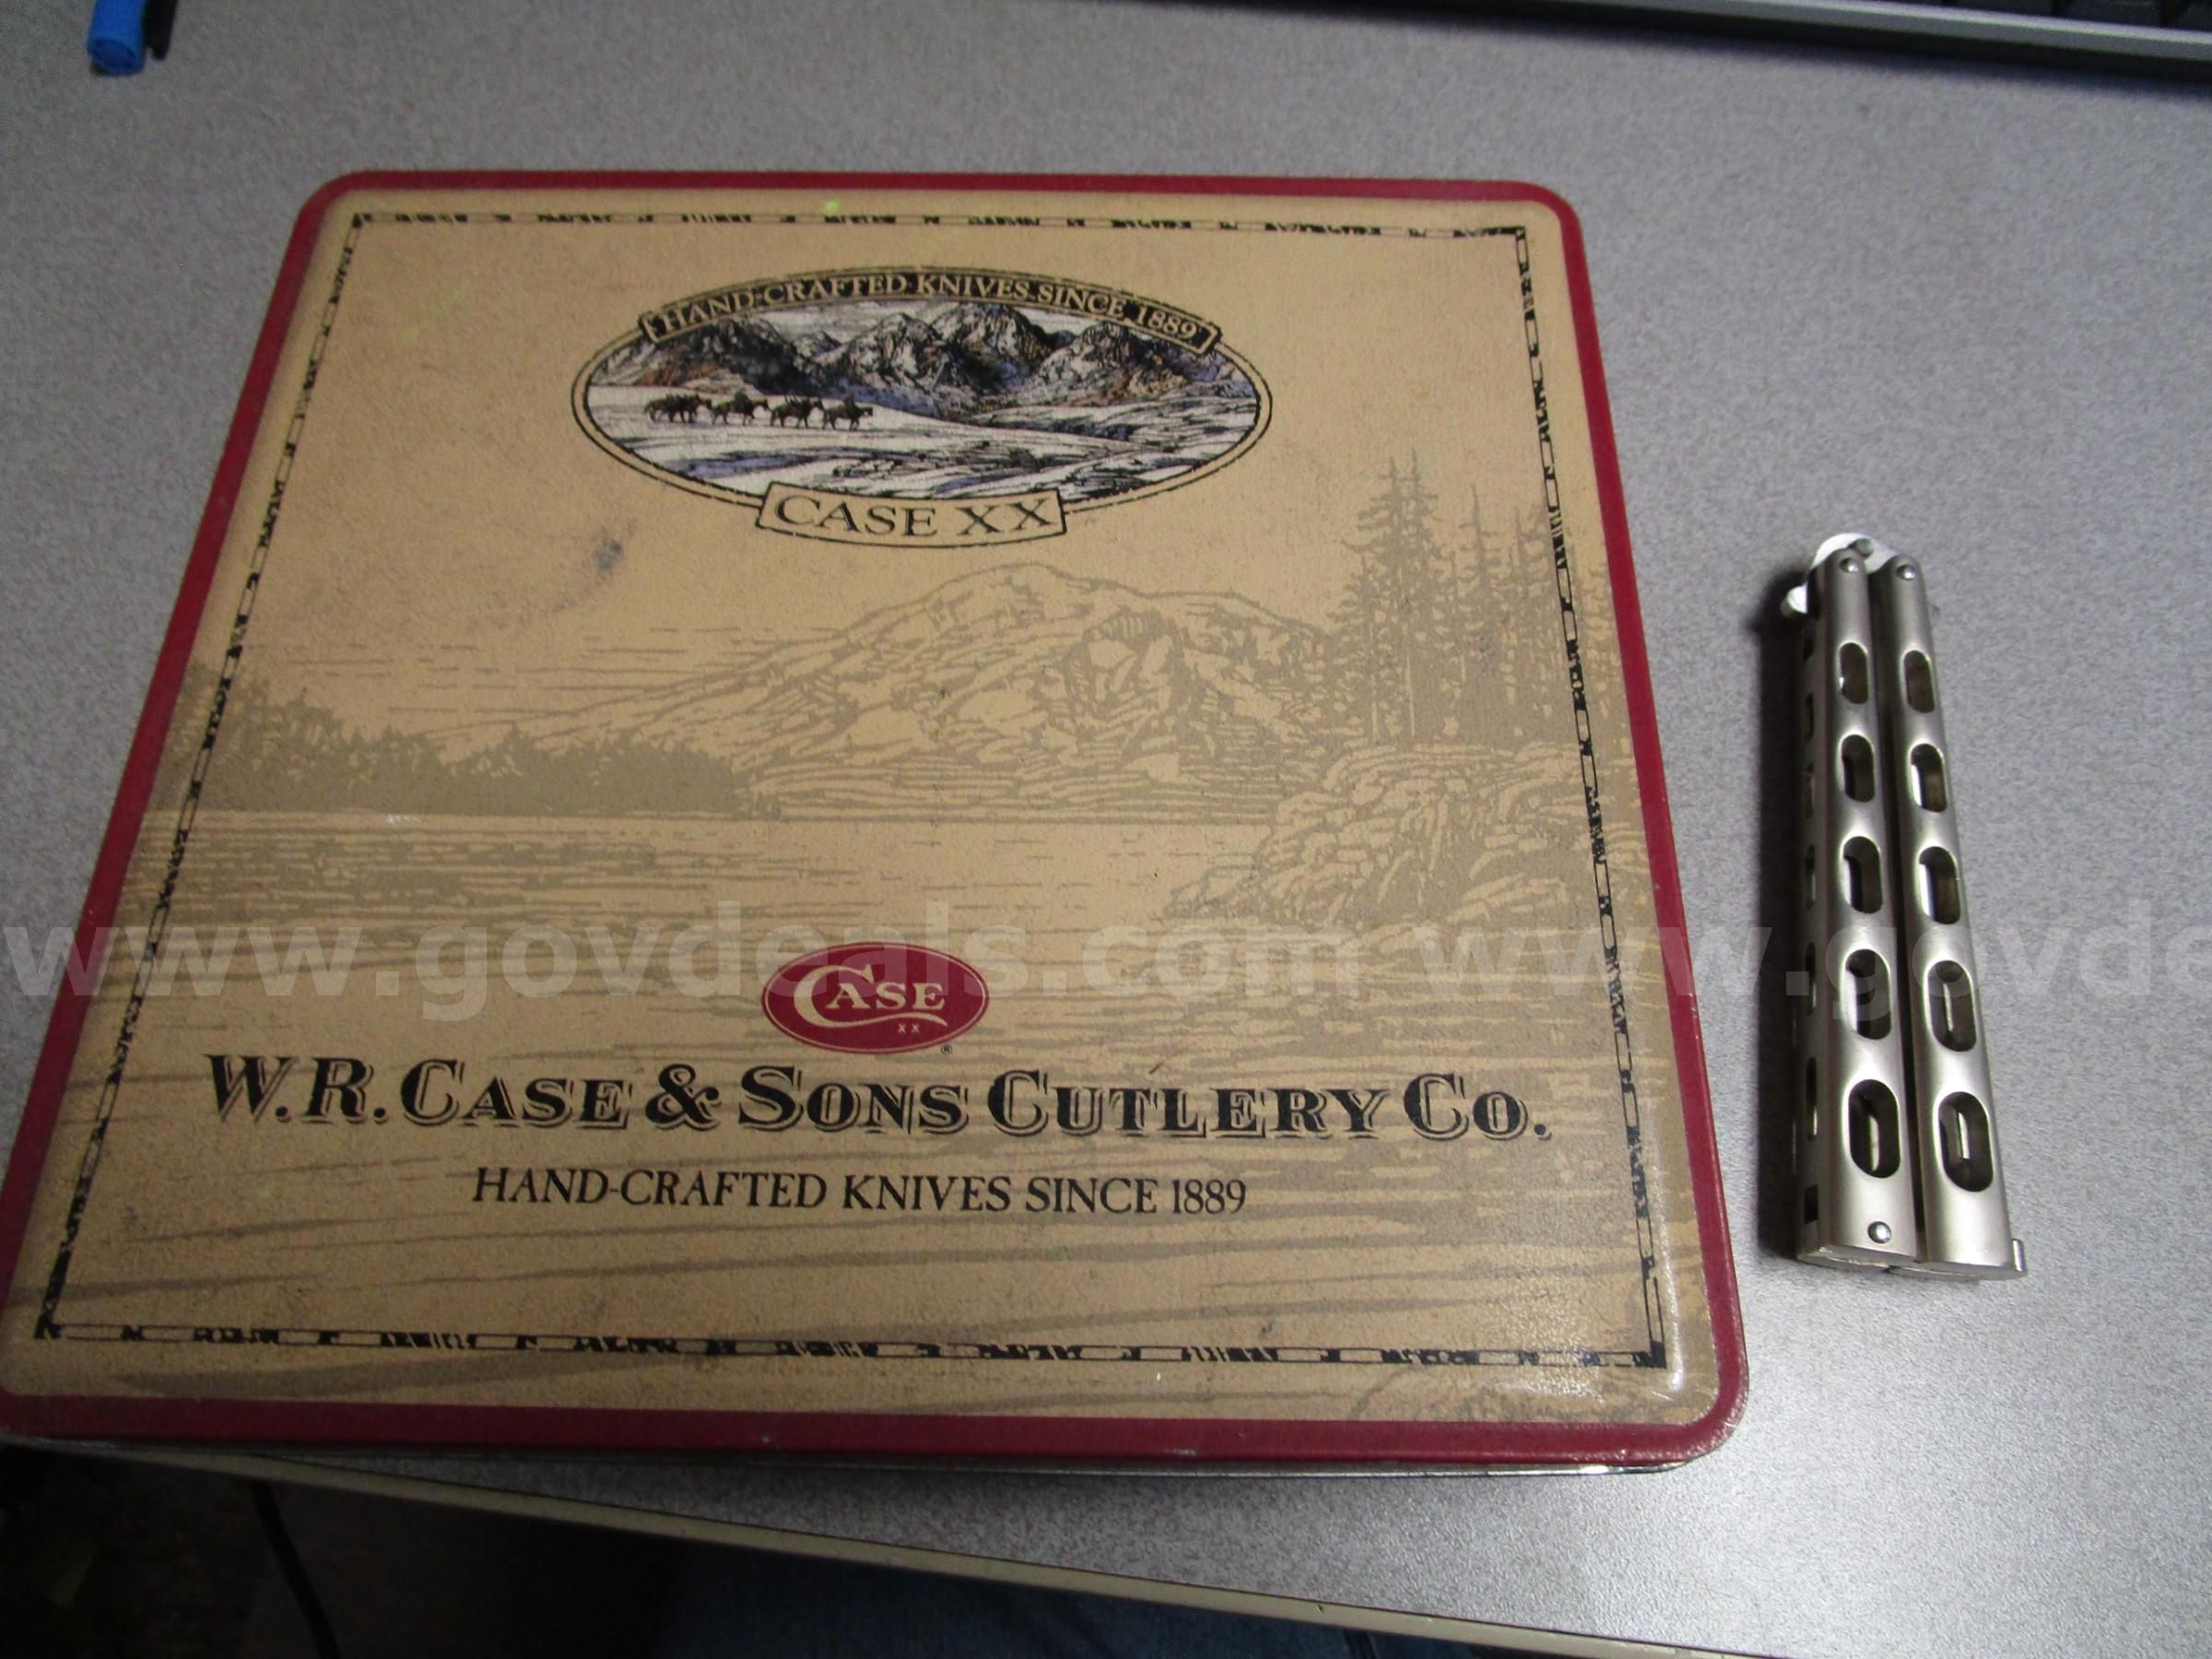 HAND-CRAFTED KNIVES SINCE 1889
CASE XX
www.govdeals.com www.govde
CASE
XX
®
W.R. CASE & SONS CUTLERY CO.
HAND-CRAFTED KNIVES SINCE 1889